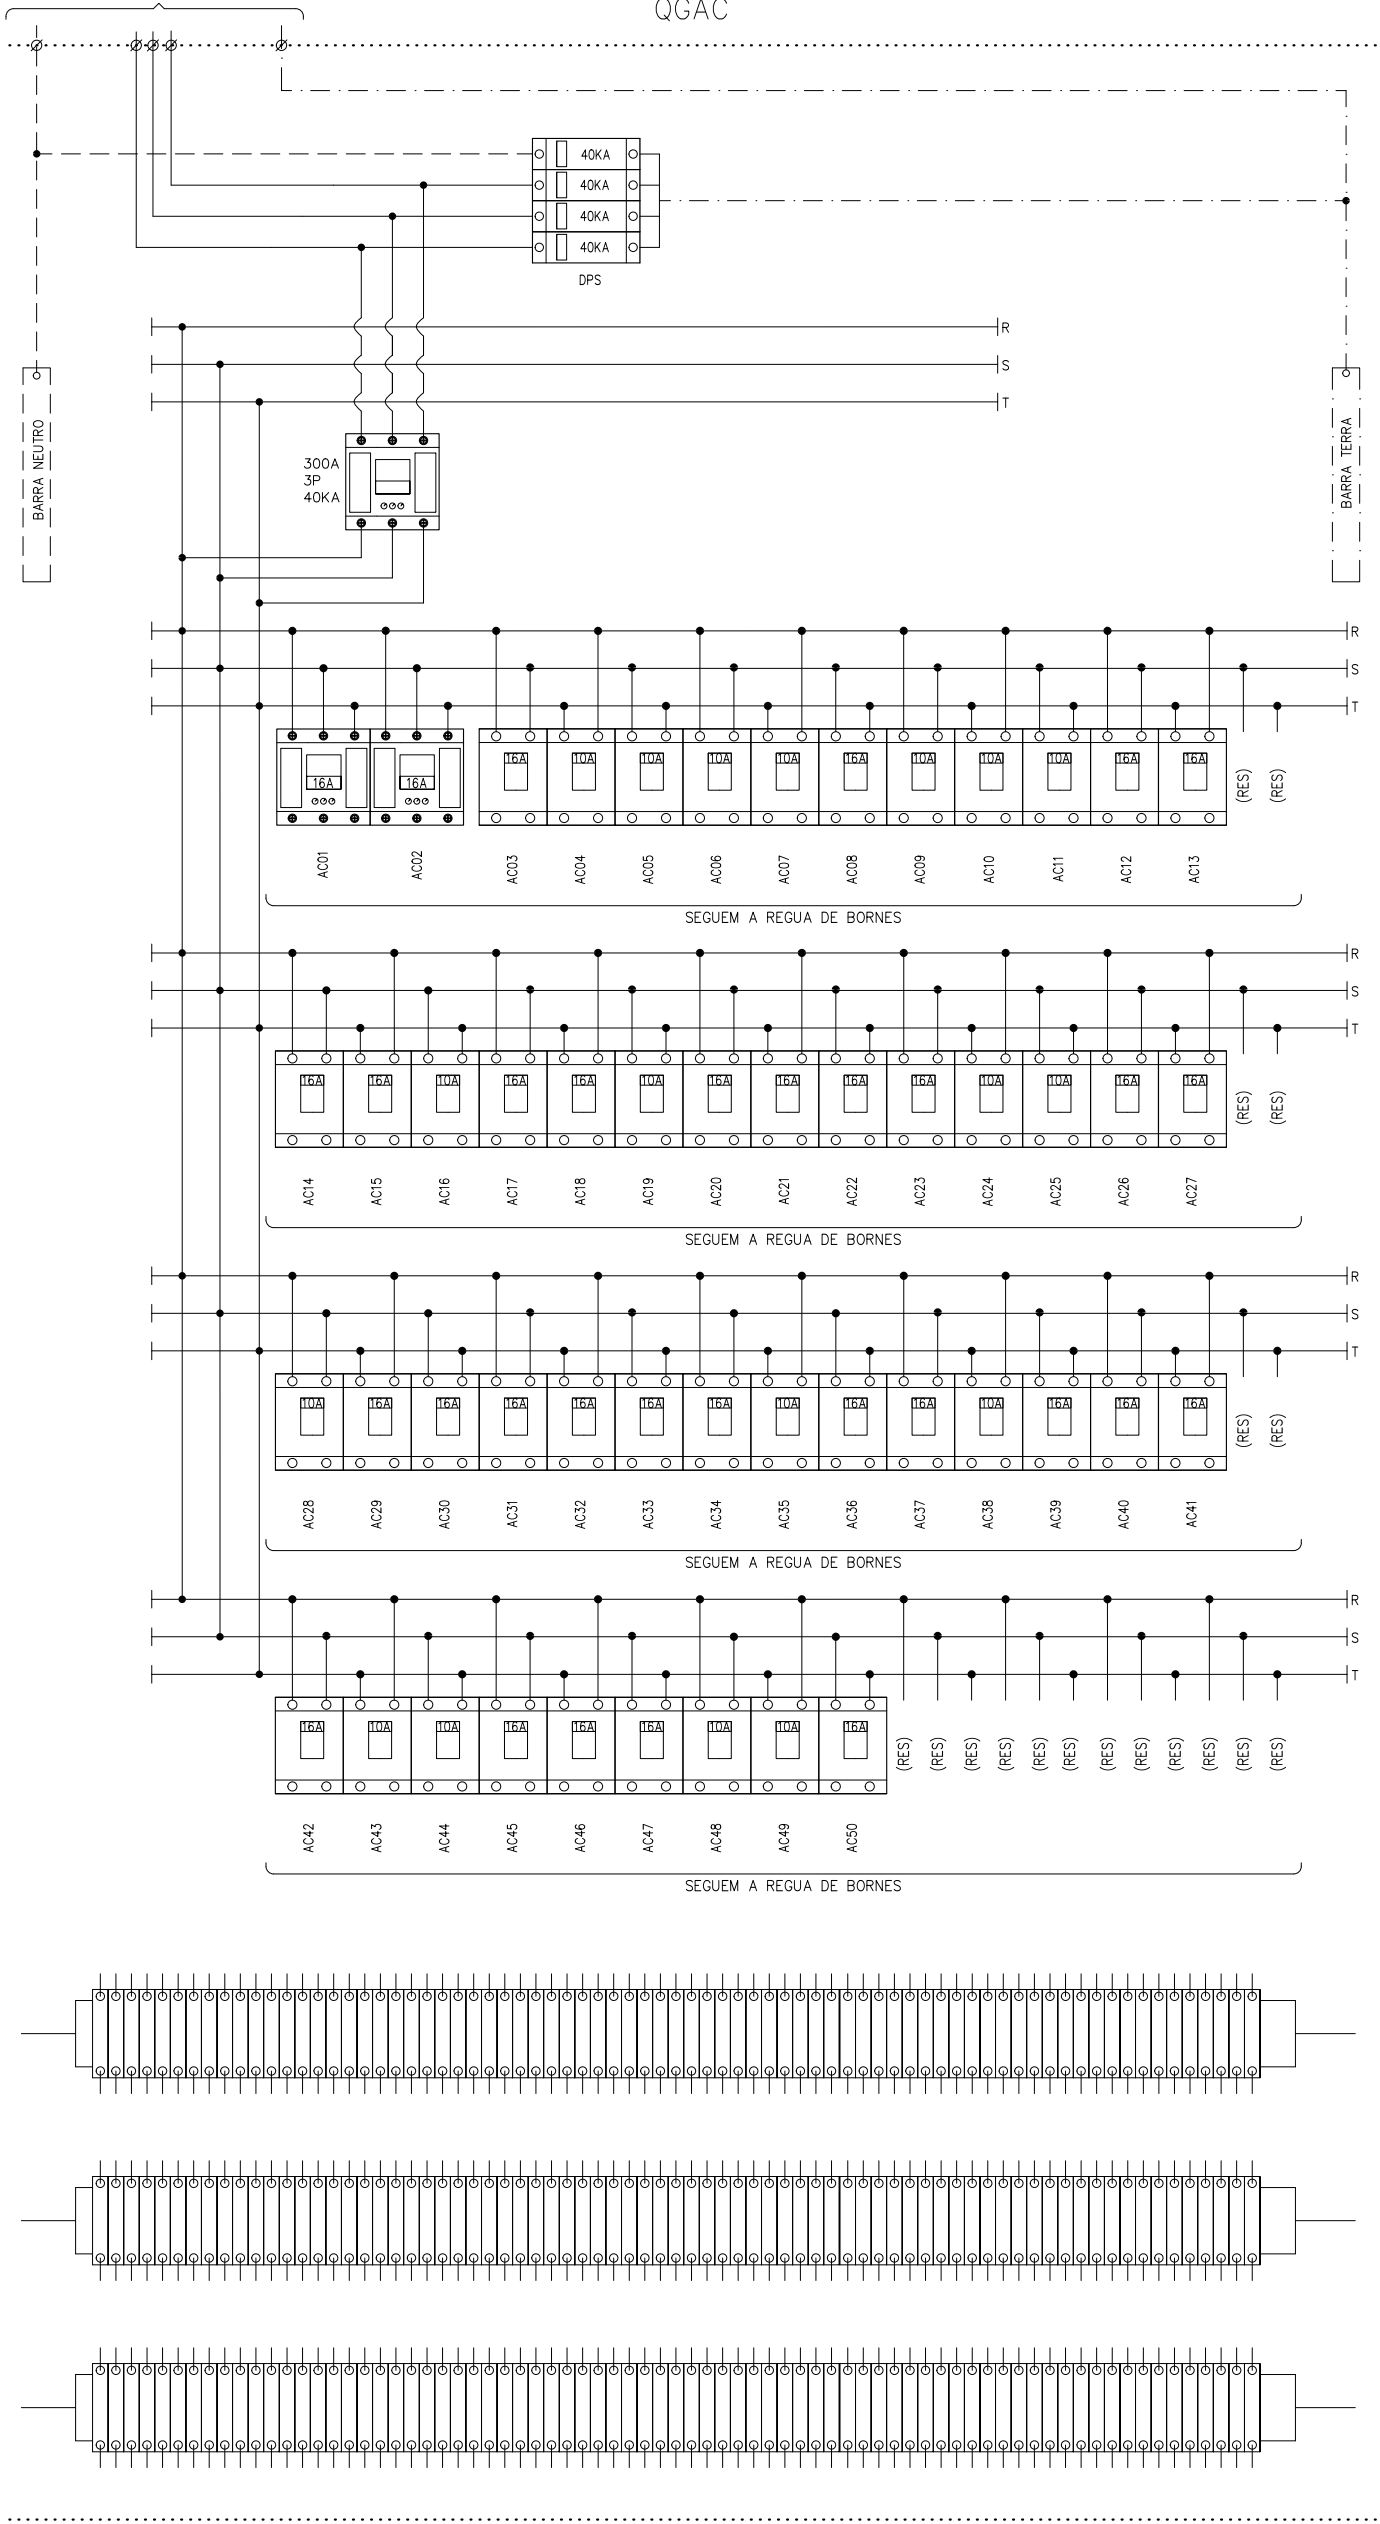 QGAC
40KA
40KA
40KA
40KA
DPS
R
S
T
BARRA NEUTRO
300A
3P
40KA
BARRA TERRA
R
S
T
16A 16A 16A 10A 10A 10A 10A 16A 10A 10A 10A 16A 16A (RES) (RES)
AC01 AC02 AC03 AC04 AC05 AC06 AC07 AC08 AC09 AC10 AC11 AC12 AC13
SEGUEM A REGUA DE BORNES
R
S
T
16A 16A 10A 16A 16A 10A 16A 16A 16A 16A 10A 10A 16A 16A (RES) (RES)
AC14 AC15 AC16 AC17 AC18 AC19 AC20 AC21 AC22 AC23 AC24 AC25 AC26 AC27
SEGUEM A REGUA DE BORNES
R
S
T
10A 16A 16A 16A 16A 16A 16A 10A 16A 16A 10A 16A 16A 16A (RES) (RES)
AC28 AC29 AC30 AC31 AC32 AC33 AC34 AC35 AC36 AC37 AC38 AC39 AC40 AC41
SEGUEM A REGUA DE BORNES
R
S
T
16A 10A 10A 16A 16A 16A 10A 10A 16A (RES) (RES) (RES) (RES) (RES) (RES) (RES) (RES) (RES) (RES) (RES) (RES)
AC42 AC43 AC44 AC45 AC46 AC47 AC48 AC49 AC50
SEGUEM A REGUA DE BORNES